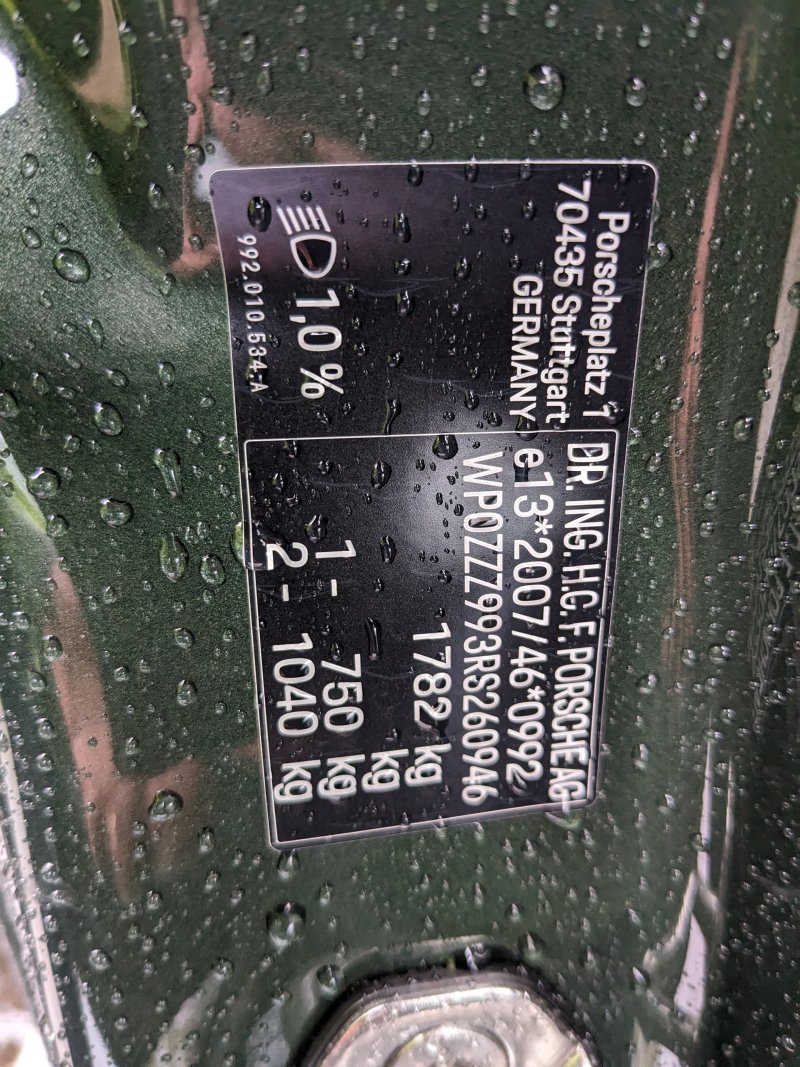 Porscheplatz 1
70435 Stuttgart
GERMANY
1,0 %
992.010.534.A
DR. ING. H.C. F. PORSCHE AG
e13*2007/46*0992
WP0ZZZ993RS260946
1782 kg
kg
1 - 750 kg
2 - 1040 kg